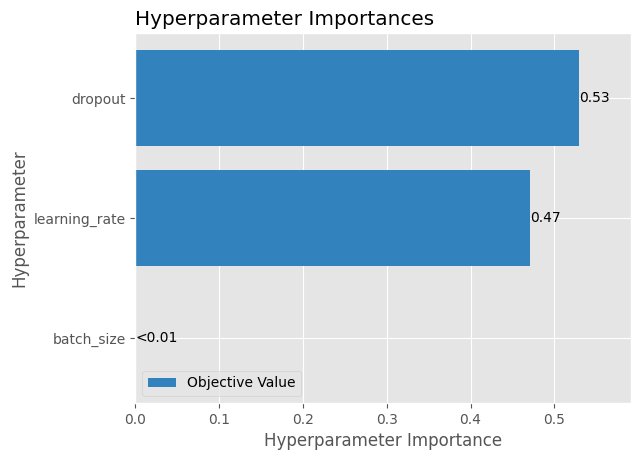 Hyperparameter Importances
Hyperparameter
dropout
0.53
learning_rate
0.47
batch_size
<0.01
Objective Value
0.0 0.1 0.2 0.3 0.4 0.5
Hyperparameter Importance